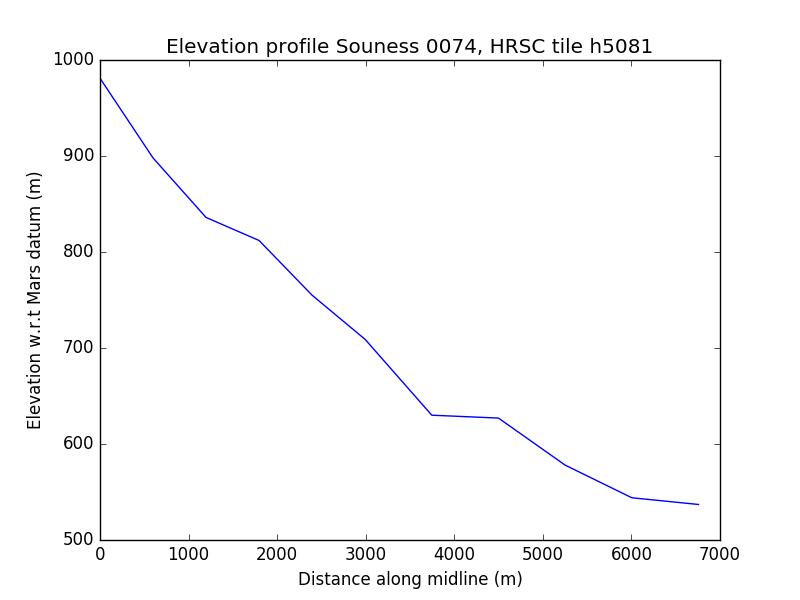 Elevation profile Souness 0074, HRSC tile h5081
1000
900
800
700
600
500
Elevation w.r.t Mars datum (m)
0 1000 2000 3000 4000 5000 6000 7000
Distance along midline (m)